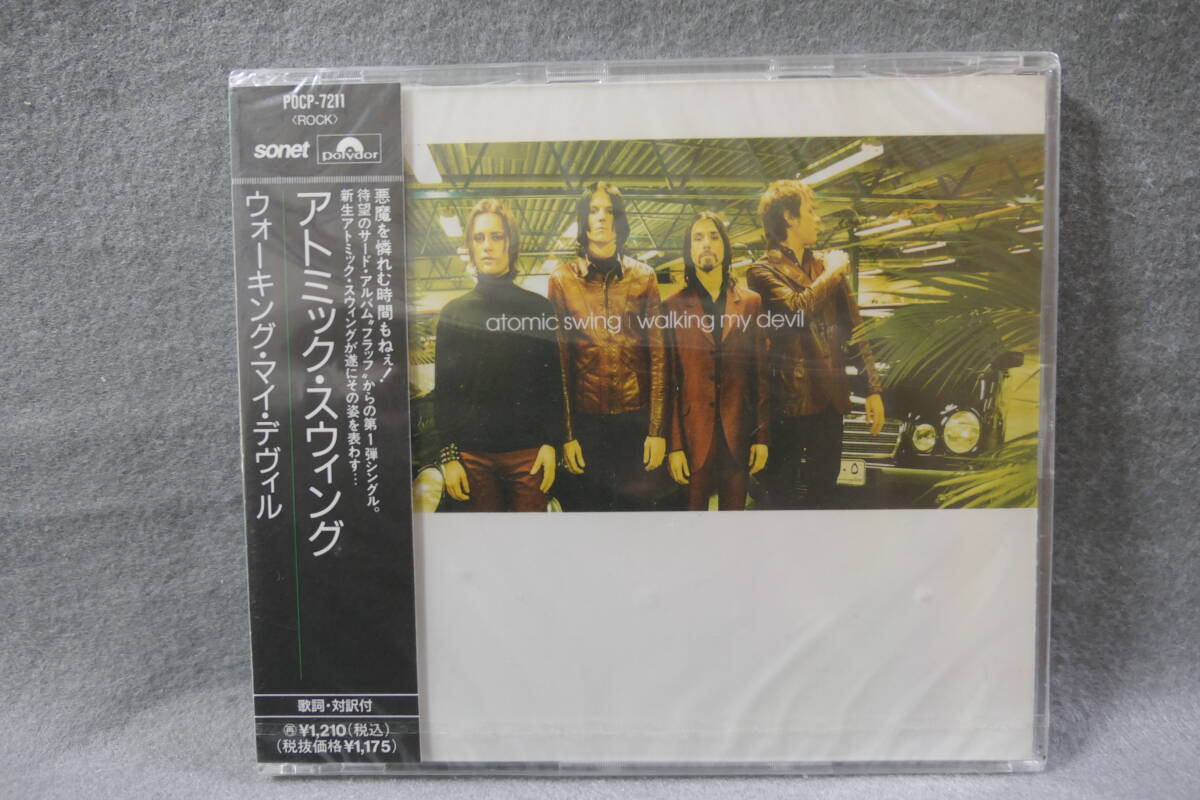 POCP-7211
〈ROCK〉
sonet polydor
悪魔を憐れむ時間もねぇ!
待望のサード・アルバム“フラッフ”からの第1弾シングル。
新生アトミック・スウィングが遂にその姿を表わす…
アトミック・スウィング
ウォーキング・マイ・デヴィル
歌詞・対訳付
¥1,210(税込)
(税抜価格¥1,175)
atomic swing | walking my devil